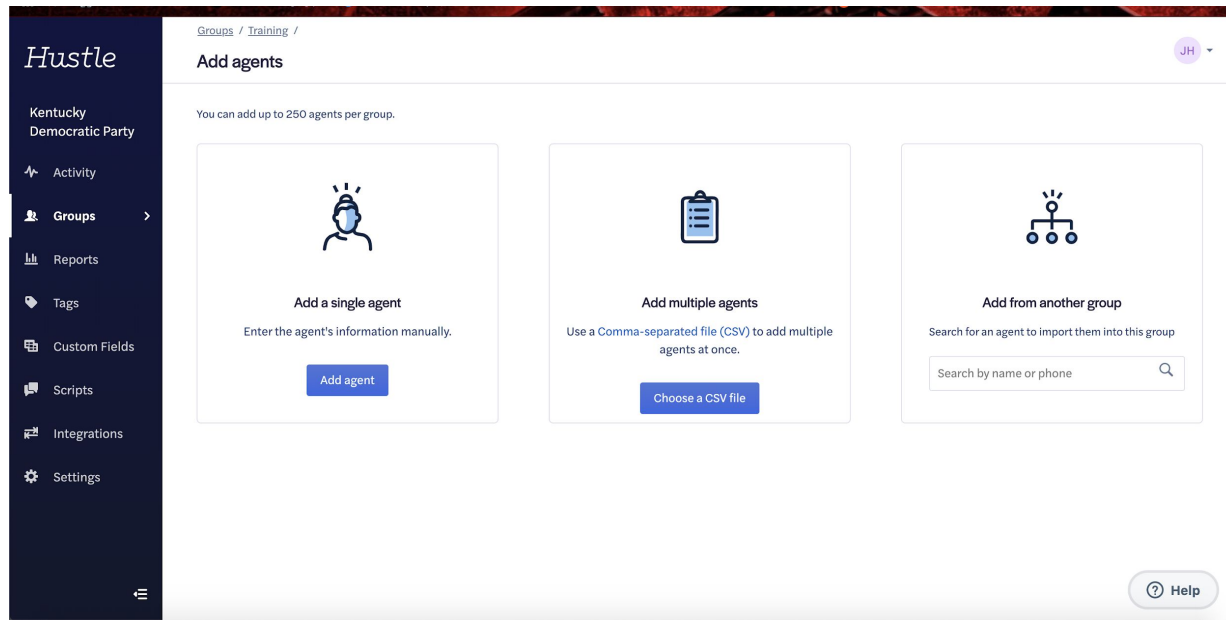 Hustle
Kentucky
Democratic Party
Activity
Groups
Reports
Tags
Custom Fields
Scripts
Integrations
Settings
Groups / Training /
Add agents
JH
You can add up to 250 agents per group.
Add a single agent
Enter the agent's information manually.
Add agent
Add multiple agents
Use a Comma-separated file (CSV) to add multiple
agents at once.
Choose a CSV file
Add from another group
Search for an agent to import them into this group
Search by name or phone
Help